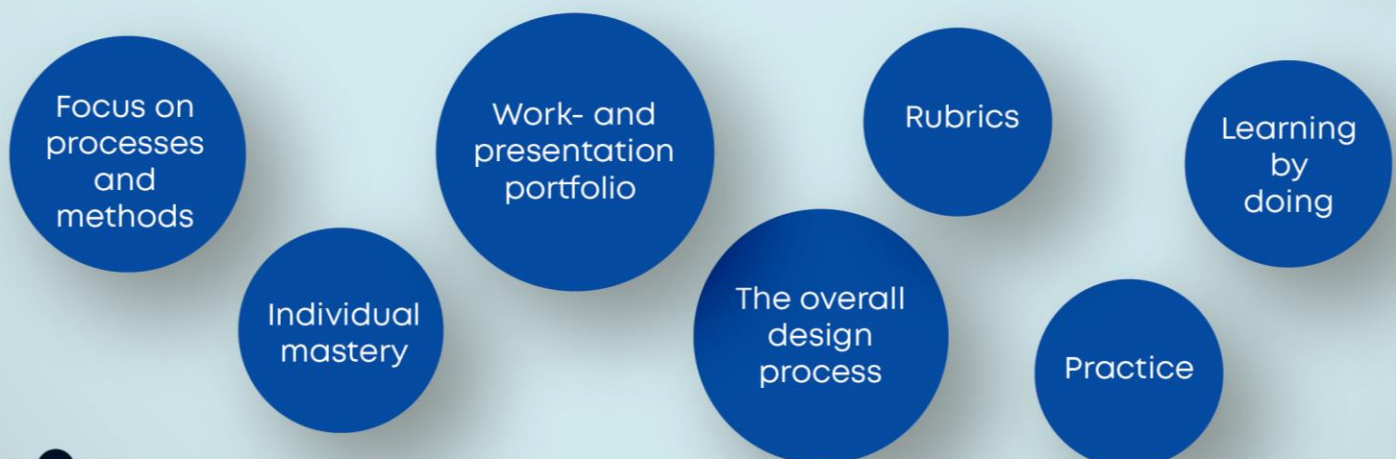 Focus on
processes
and
methods
Individual
mastery
Work- and
presentation
portfolio
The overall
design
process
Rubrics
Practice
Learning
by
doing